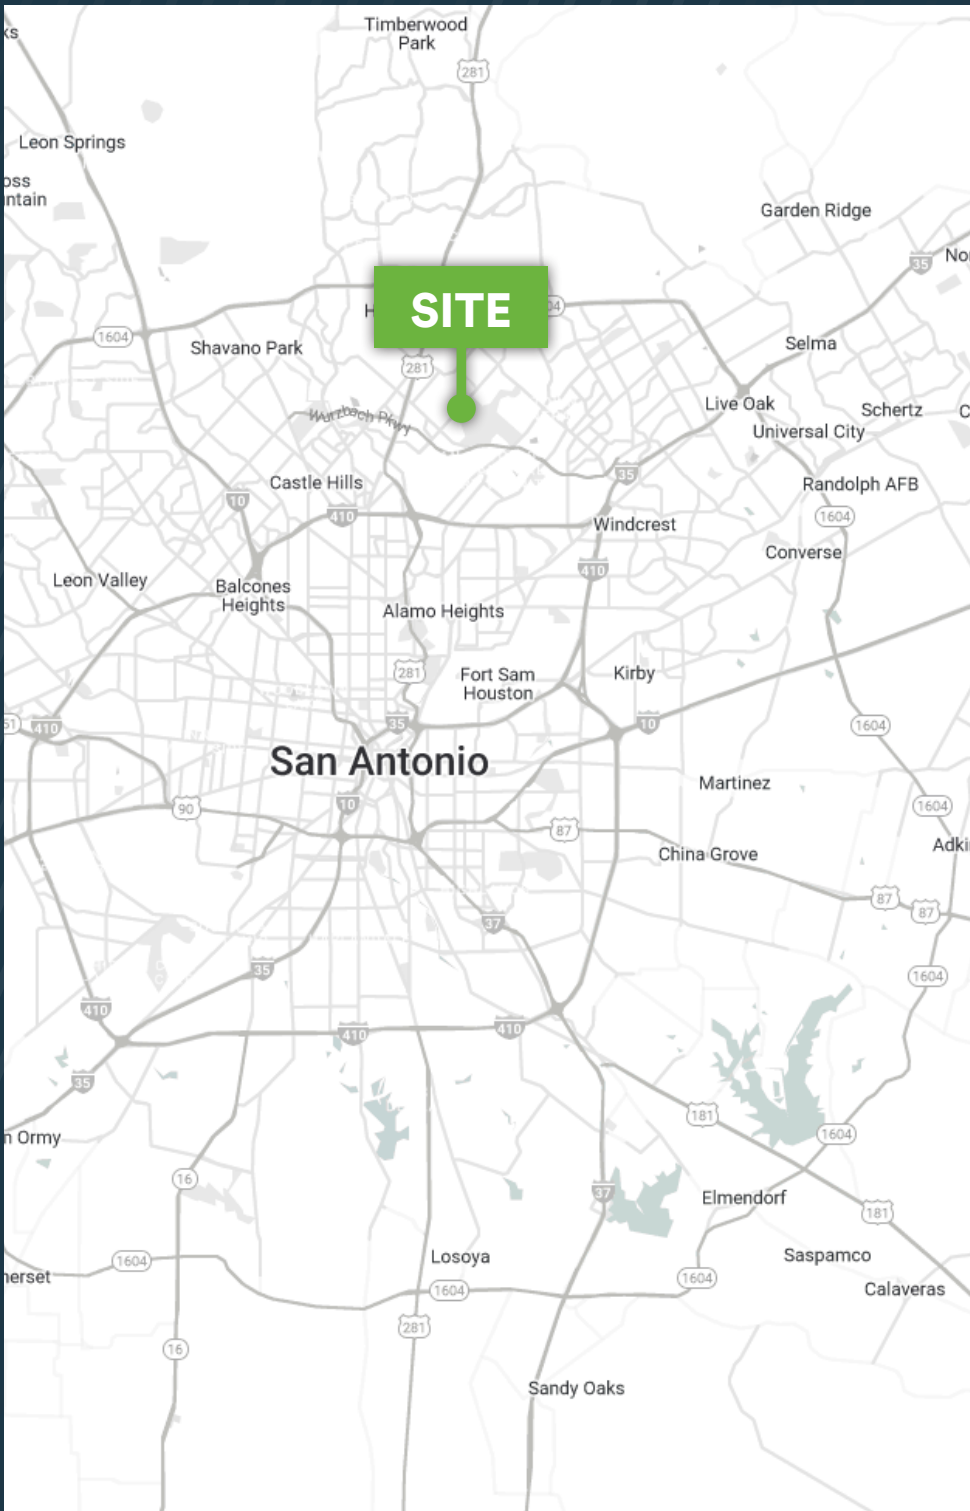 Timberwood
Park
281
Leon Springs
Garden Ridge
35
SITE
1604
Shavano Park
281
Selma
Wurzbach Pkwy
Live Oak
Schertz
Universal City
Castle Hills
35
Randolph AFB
10
410
1604
Windcrest
Converse
410
Leon Valley
Balcones
Heights
Alamo Heights
281
Fort Sam
Houston
Kirby
410
35
10
1604
San Antonio
Martinez
10
90
1604
87
China Grove
87
87
37
35
1604
410
410
410
35
181
1604
16
37
Elmendorf
181
Losoya
Saspamco
1604
1604
1604
Calaveras
281
16
Sandy Oaks